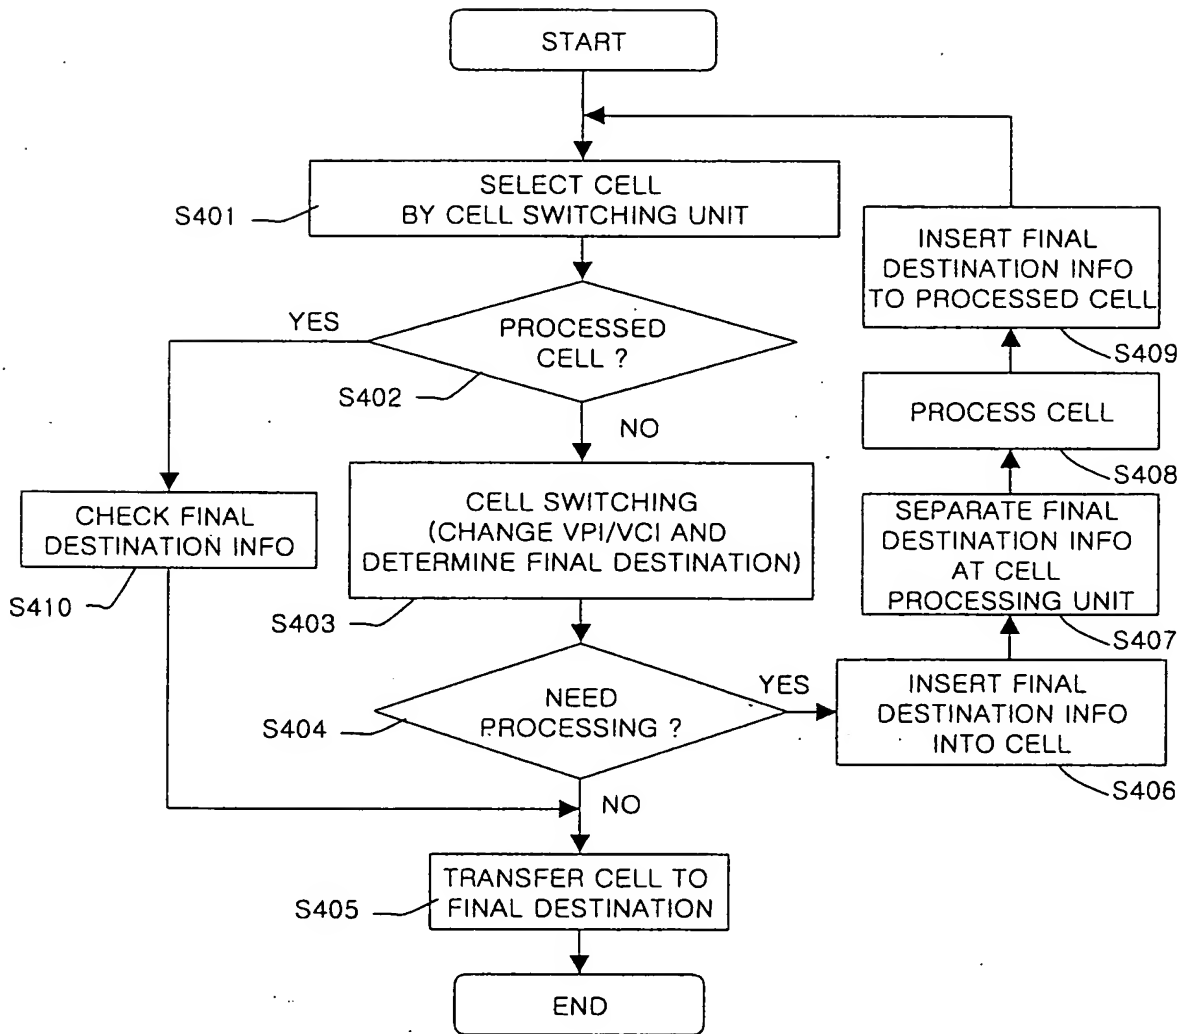 START
SELECT CELL
BY CELL SWITCHING UNIT
S401
PROCESSED
CELL ?
YES
S402
NO
CELL SWITCHING
(CHANGE VPI/VCI AND
DETERMINE FINAL DESTINATION)
S403
CHECK FINAL
DESTINATION INFO
S410
NEED
PROCESSING ?
S404
YES
NO
TRANSFER CELL TO
FINAL DESTINATION
S405
END
INSERT FINAL
DESTINATION INFO
INTO CELL
S406
SEPARATE FINAL
DESTINATION INFO
AT CELL
PROCESSING UNIT
S407
PROCESS CELL
S408
INSERT FINAL
DESTINATION INFO
TO PROCESSED CELL
S409